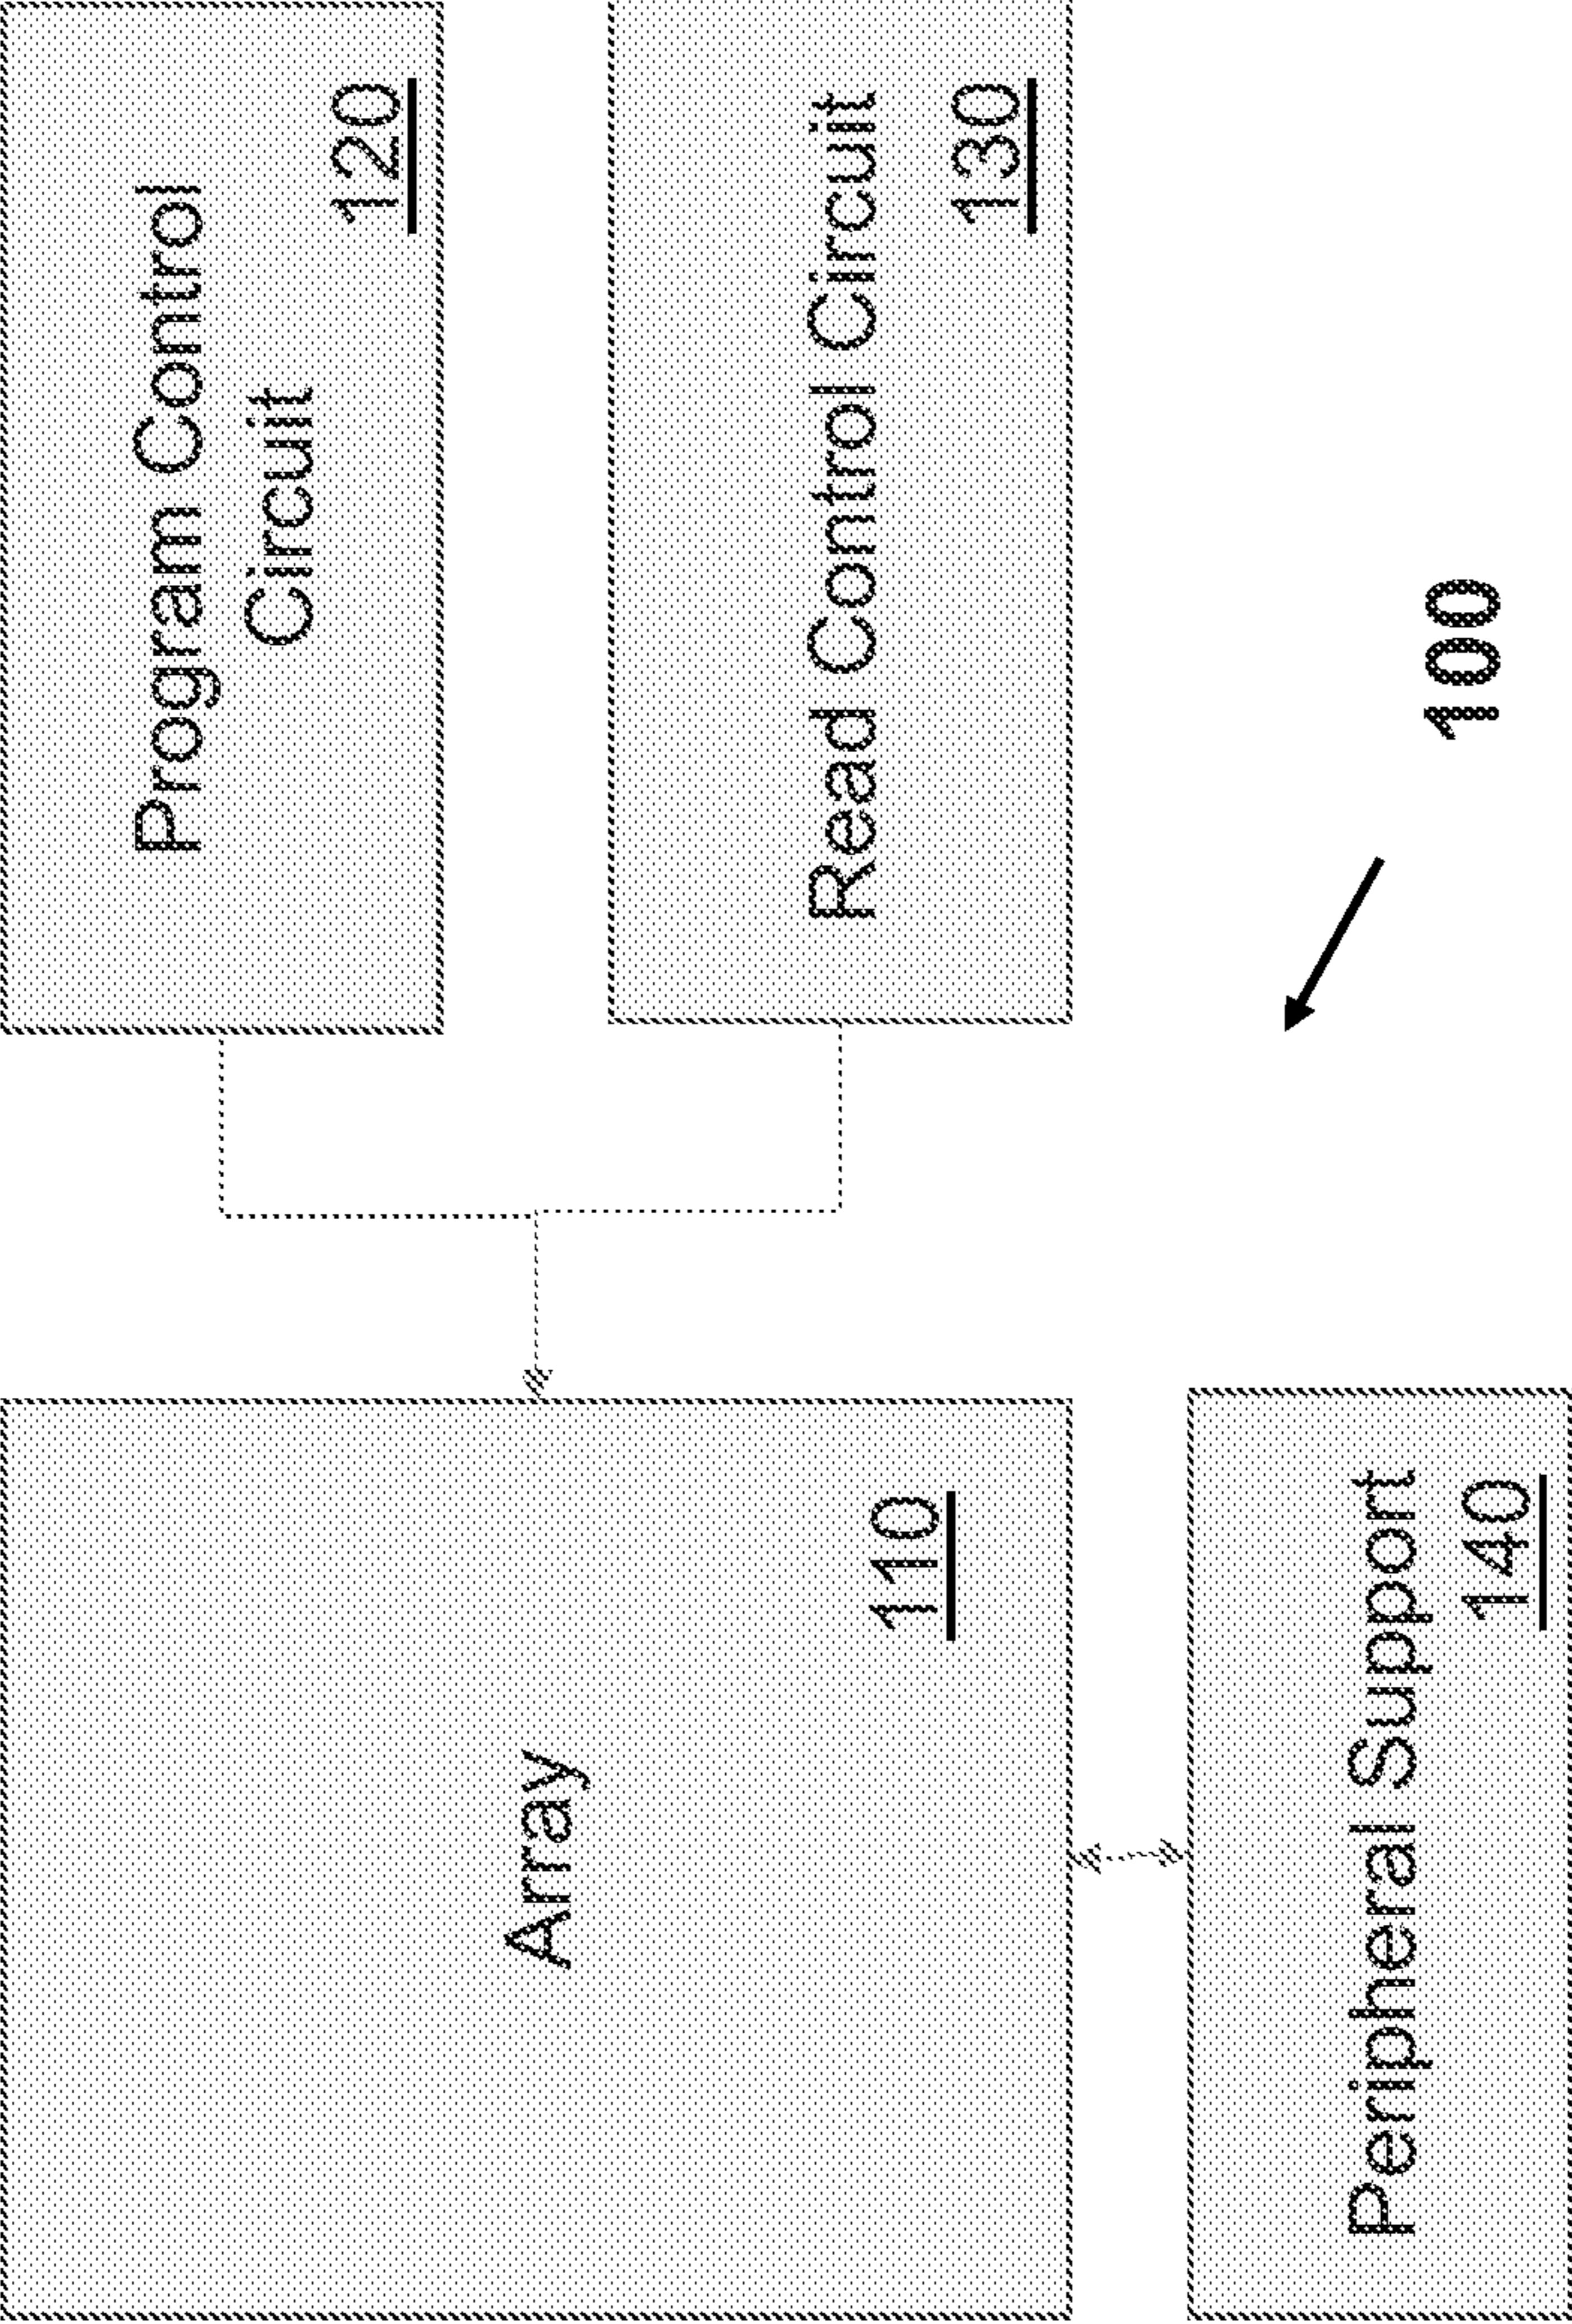 Array
110
Program Control
Circuit
120
Read Control Circuit
130
Peripheral Support
140
100